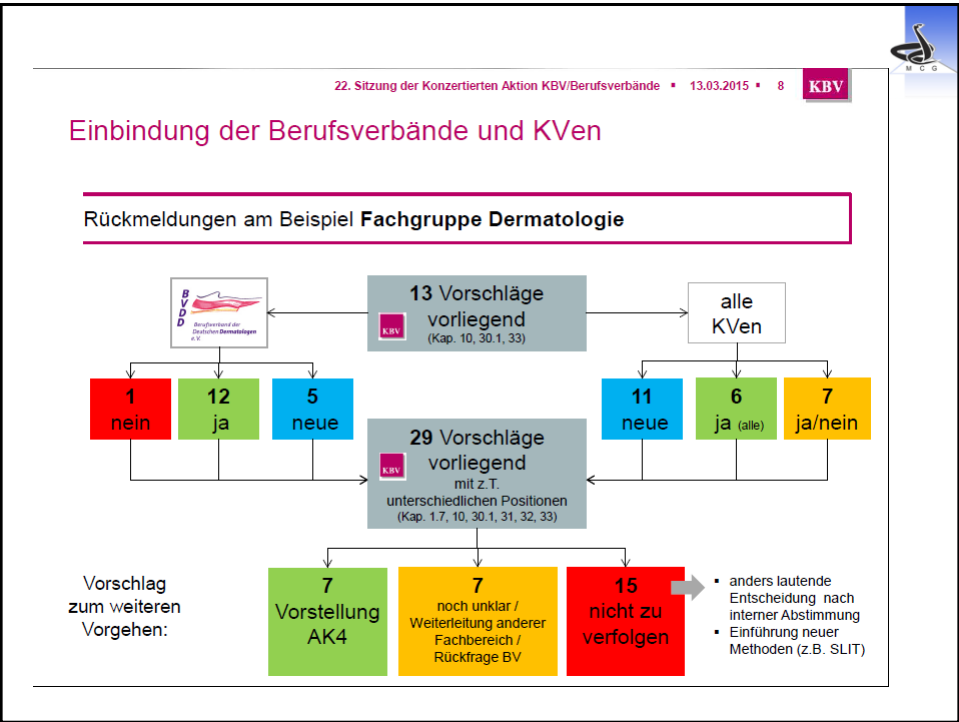 MCG
22. Sitzung der Konzertierten Aktion KBV/Berufsverbände ▪ 13.03.2015 ▪ 8
KBV
Einbindung der Berufsverbände und KVen
Rückmeldungen am Beispiel Fachgruppe Dermatologie
BVDD
Berufsverband der
Deutschen Dermatologen
e.V.
13 Vorschläge
vorliegend
KBV
(Kap. 10, 30.1, 33)
alle
KVen
1
nein
12
ja
5
neue
11
neue
6
ja (alle)
7
ja/nein
29 Vorschläge
vorliegend
KBV
mit z.T.
unterschiedlichen Positionen
(Kap. 1.7, 10, 30.1, 31, 32, 33)
Vorschlag
zum weiteren
Vorgehen:
7
Vorstellung
AK4
7
noch unklar /
Weiterleitung anderer
Fachbereich /
Rückfrage BV
15
nicht zu
verfolgen
▪ anders lautende
Entscheidung nach
interner Abstimmung
▪ Einführung neuer
Methoden (z.B. SLIT)